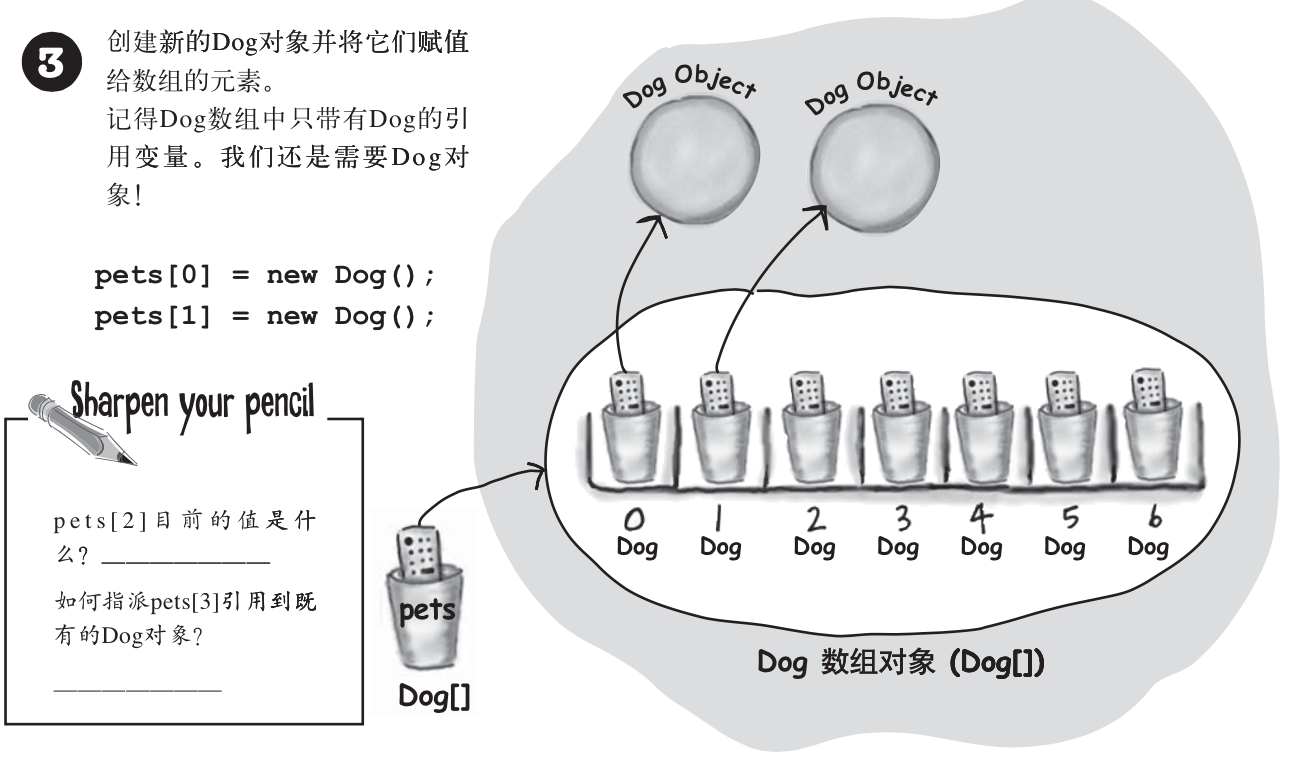 3
创建新的Dog对象并将它们赋值
给数组的元素。
记得Dog数组中只带有Dog的引
用变量。我们还是需要Dog对
象！
pets[0] = new Dog();
pets[1] = new Dog();
Sharpen your pencil
pets[2]目前的值是什
么？
如何指派pets[3]引用到既
有的Dog对象？
Dog Object
Dog Object
0 1 2 3 4 5 6
Dog Dog Dog Dog Dog Dog Dog
pets
Dog[]
Dog 数组对象 (Dog[])